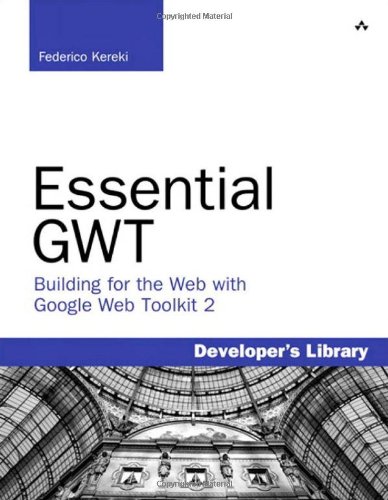 Copyrighted Material
Federico Kereki
Essential
GWT
Building for the Web with
Google Web Toolkit 2
Developer's Library
Copyrighted Material